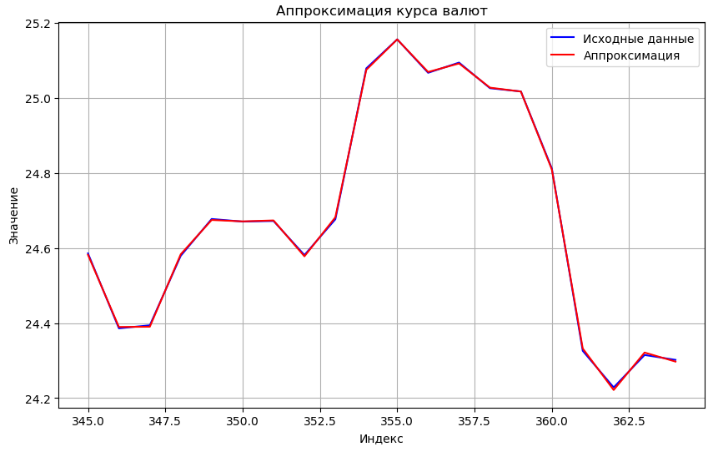 Аппроксимация курса валют
Исходные данные
Аппроксимация
Значение
25.2
25.0
24.8
24.6
24.4
24.2
345.0 347.5 350.0 352.5 355.0 357.5 360.0 362.5
Индекс